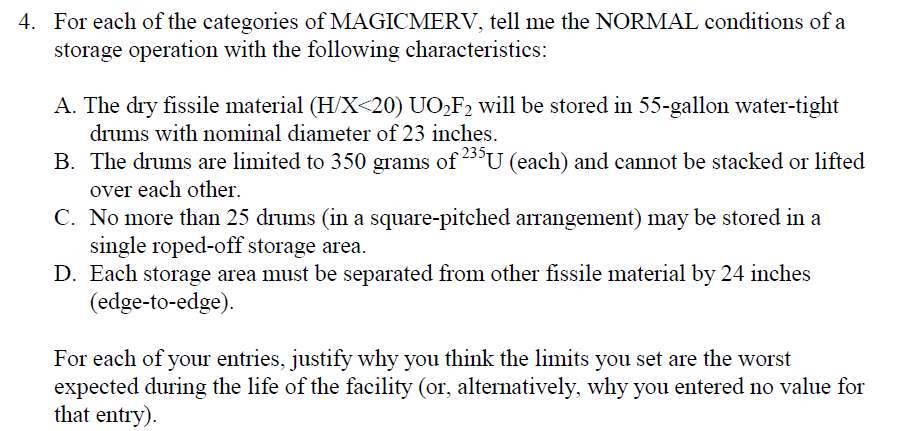 4. For each of the categories of MAGICMERV, tell me the NORMAL conditions of a
storage operation with the following characteristics:
A. The dry fissile material (H/X<20) UO₂F₂ will be stored in 55-gallon water-tight
drums with nominal diameter of 23 inches.
B. The drums are limited to 350 grams of ²³⁵U (each) and cannot be stacked or lifted
over each other.
C. No more than 25 drums (in a square-pitched arrangement) may be stored in a
single roped-off storage area.
D. Each storage area must be separated from other fissile material by 24 inches
(edge-to-edge).
For each of your entries, justify why you think the limits you set are the worst
expected during the life of the facility (or, alternatively, why you entered no value for
that entry).